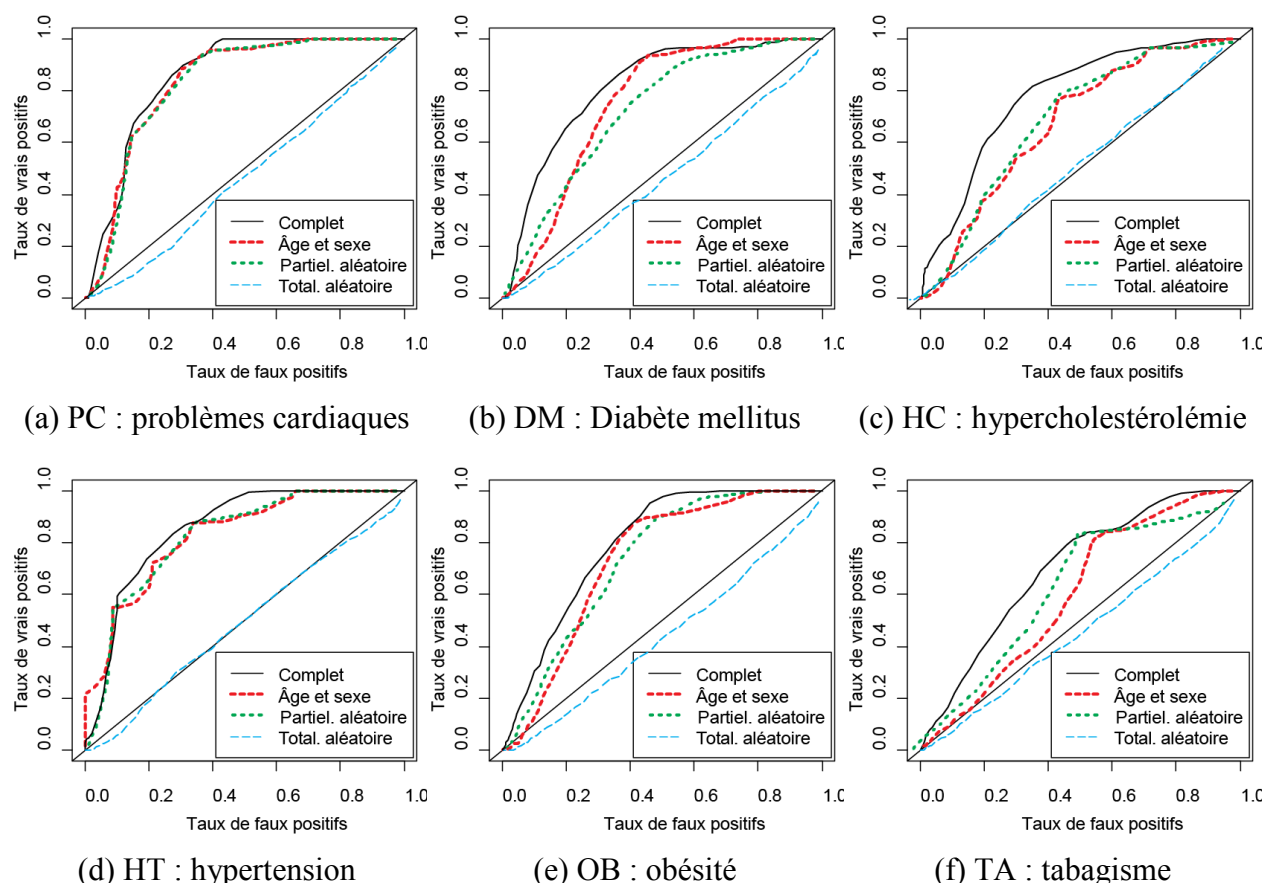 Taux de vrais positifs
1.0
0.8
0.6
0.4
0.2
0.0
Complet
Âge et sexe
Partiel. aléatoire
Total. aléatoire
0.0 0.2 0.4 0.6 0.8 1.0
Taux de faux positifs
(a) PC : problèmes cardiaques
Taux de vrais positifs
1.0
0.8
0.6
0.4
0.2
0.0
Complet
Âge et sexe
Partiel. aléatoire
Total. aléatoire
0.0 0.2 0.4 0.6 0.8 1.0
Taux de faux positifs
(b) DM : Diabète mellitus
Taux de vrais positifs
1.0
0.8
0.6
0.4
0.2
0.0
Complet
Âge et sexe
Partiel. aléatoire
Total. aléatoire
0.0 0.2 0.4 0.6 0.8 1.0
Taux de faux positifs
(c) HC : hypercholestérolémie
Taux de vrais positifs
1.0
0.8
0.6
0.4
0.2
0.0
Complet
Âge et sexe
Partiel. aléatoire
Total. aléatoire
0.0 0.2 0.4 0.6 0.8 1.0
Taux de faux positifs
(d) HT : hypertension
Taux de vrais positifs
1.0
0.8
0.6
0.4
0.2
0.0
Complet
Âge et sexe
Partiel. aléatoire
Total. aléatoire
0.0 0.2 0.4 0.6 0.8 1.0
Taux de faux positifs
(e) OB : obésité
Taux de vrais positifs
1.0
0.8
0.6
0.4
0.2
0.0
Complet
Âge et sexe
Partiel. aléatoire
Total. aléatoire
0.0 0.2 0.4 0.6 0.8 1.0
Taux de faux positifs
(f) TA : tabagisme